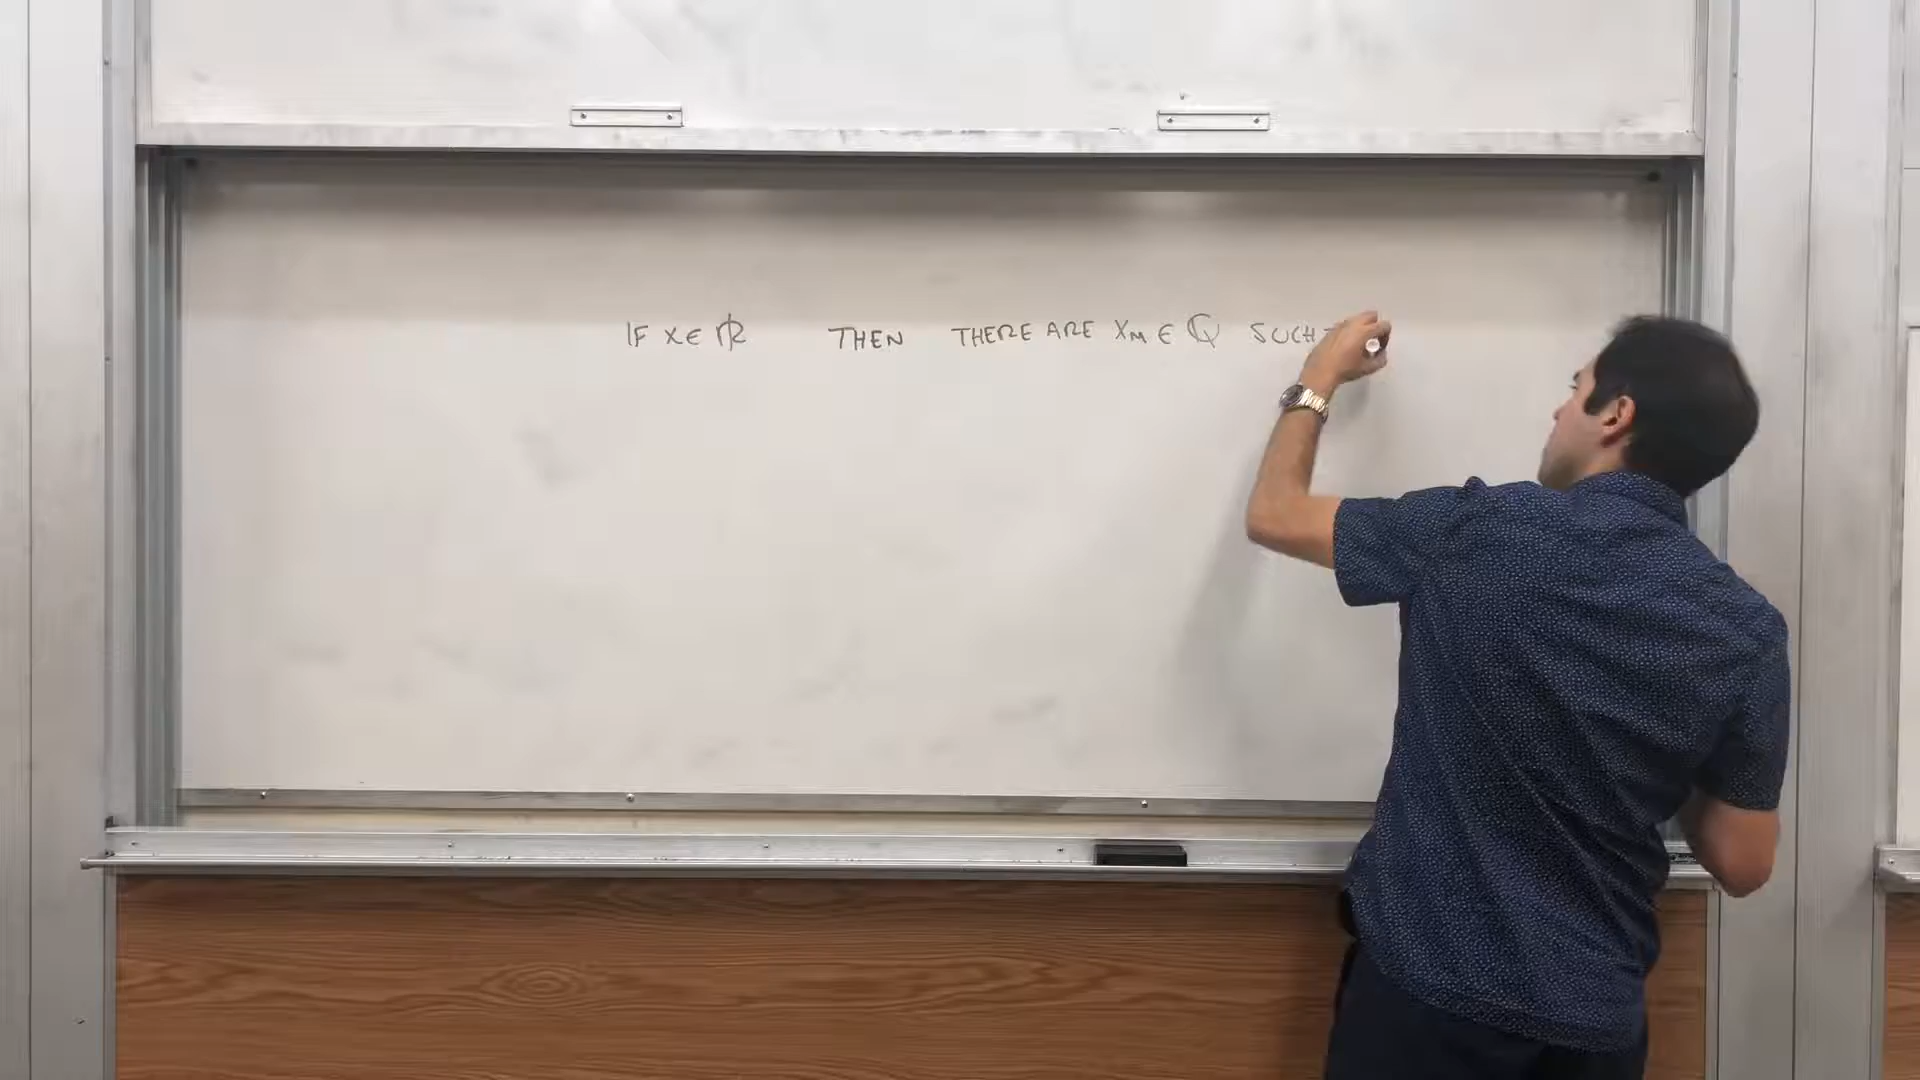 IF X ∈ ℝ THEN THERE ARE Xₘ ∈ ℚ SUCH